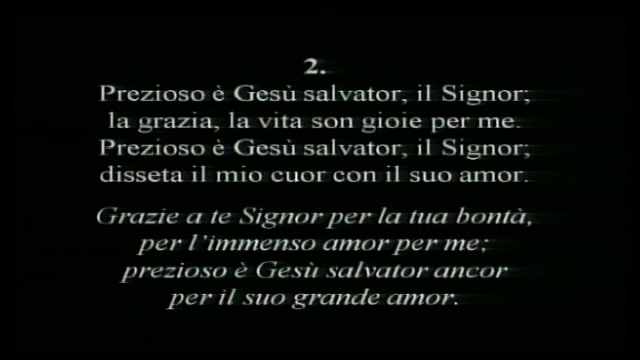 2.
Prezioso è Gesù salvator, il Signor;
la grazia, la vita son gioie per me.
Prezioso è Gesù salvator, il Signor;
disseta il mio cuor con il suo amor.
Grazie a te Signor per la tua bontà,
per l'immenso amor per me;
prezioso è Gesù salvator ancor
per il suo grande amor.